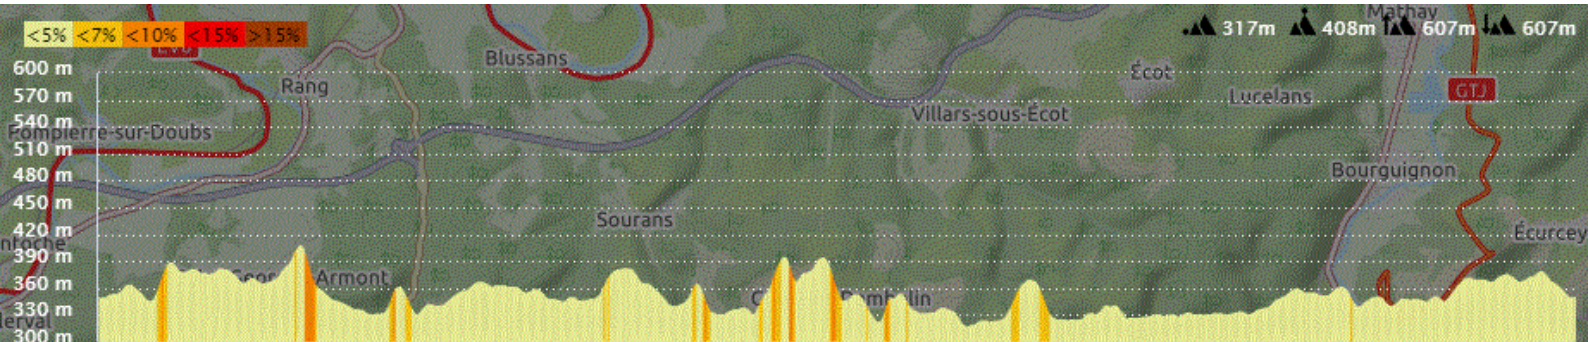 <5% <7% <10% <15% >15%
317m 408m 607m 607m
Mathay
Blussans
Rang
Écot
Lucelans
GTJ
Villars-sous-Écot
Pompierre-sur-Doubs
Bourguignon
Sourans
Écurcey
Armont
600 m
570 m
540 m
510 m
480 m
450 m
420 m
390 m
360 m
330 m
300 m